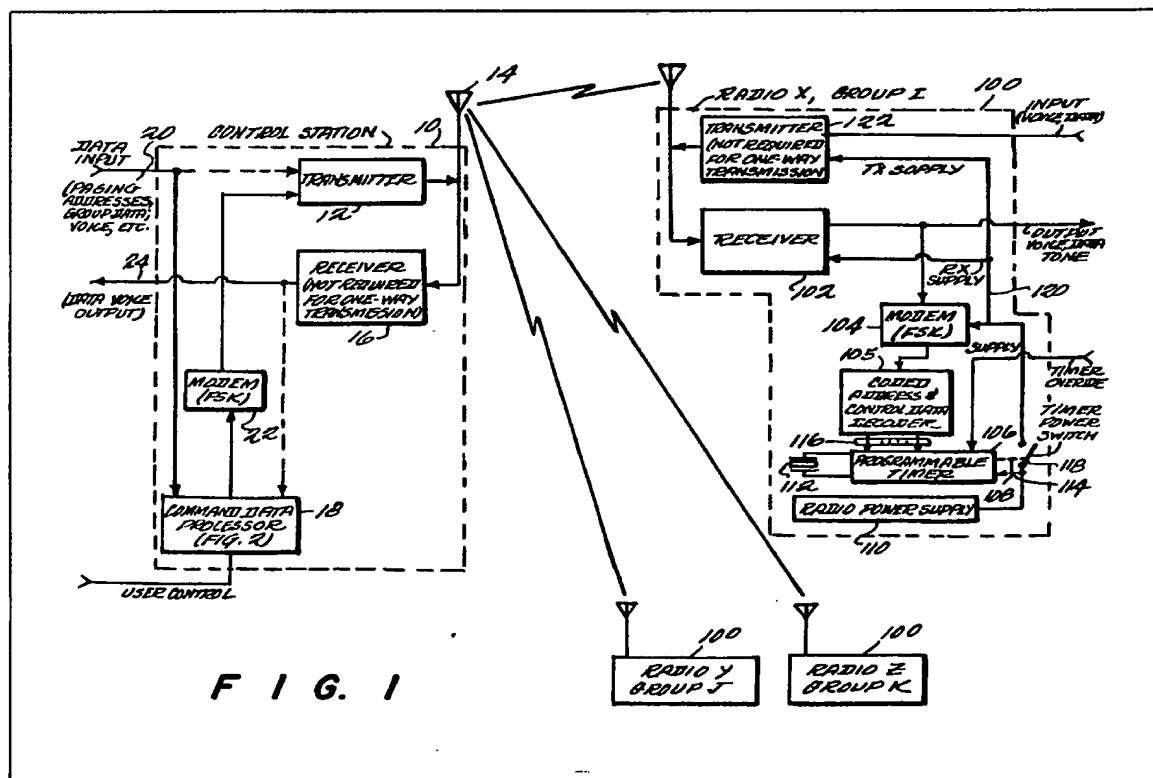 14
RADIO X, GROUP I
100
INPUT
(VOICE, DATA)
20
DATA
INPUT
(PAGING
ADDRESSES,
GROUP DATA,
VOICE, ETC.
CONTROL STATION
10
TRANSMITTER
12
24
(DATA VOICE
OUTPUT)
RECEIVER
(NOT REQUIRED
FOR ONE-WAY
TRANSMISSION)
16
MODEM
(FSK)
22
COMMAND DATA
PROCESSOR
(FIG. 2)
18
USER CONTROL
122
TRANSMITTER
(NOT REQUIRED
FOR ONE-WAY
TRANSMISSION
TX SUPPLY
RECEIVER
102
OUTPUT
VOICE, DATA
TONE
RX
SUPPLY
120
104
MODEM
(FSK)
SUPPLY
105
CODED
ADDRESS &
CONTROL DATA
DECODER
TIMER
OVERIDE
TIMER
POWER
SWITCH
116
106
PROGRAMMABLE
TIMER
112
108
118
114
RADIO POWER SUPPLY
110
100
RADIO Y
GROUP J
100
RADIO Z
GROUP K
FIG. 1